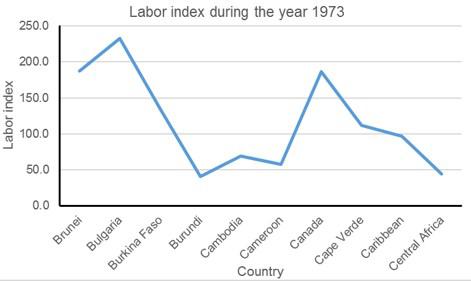 Labor index during the year 1973
250.0
200.0
150.0
100.0
50.0
0.0
Labor index
Brunei
Bulgaria
Burkina Faso
Burundi
Cambodia
Cameroon
Canada
Cape Verde
Caribbean
Central Africa
Country